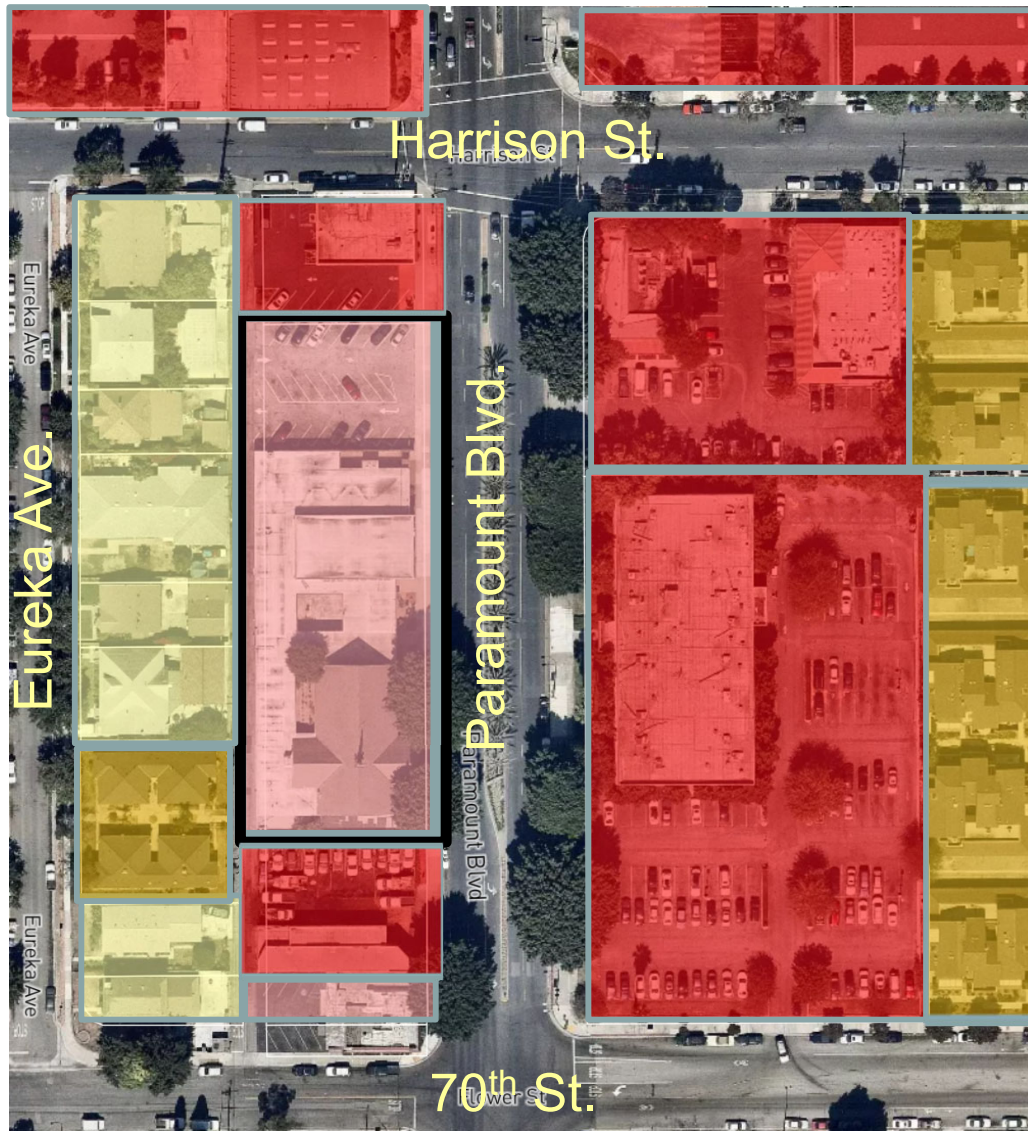 Harrison St.
Harrison St
Eureka Ave
Eureka Ave.
Paramount Blvd.
Paramount Blvd
Eureka Ave
70th St.
Flower St